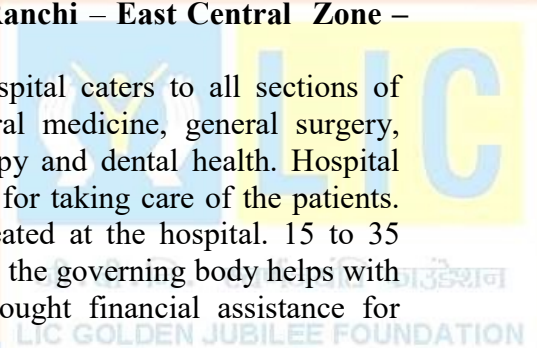 Ranchi – East Central Zone –
spital caters to all sections of
ral medicine, general surgery,
py and dental health. Hospital
for taking care of the patients.
eated at the hospital. 15 to 35
the governing body helps with
ought financial assistance for
LIC
फाउंडेशन
LIC GOLDEN JUBILEE FOUNDATION